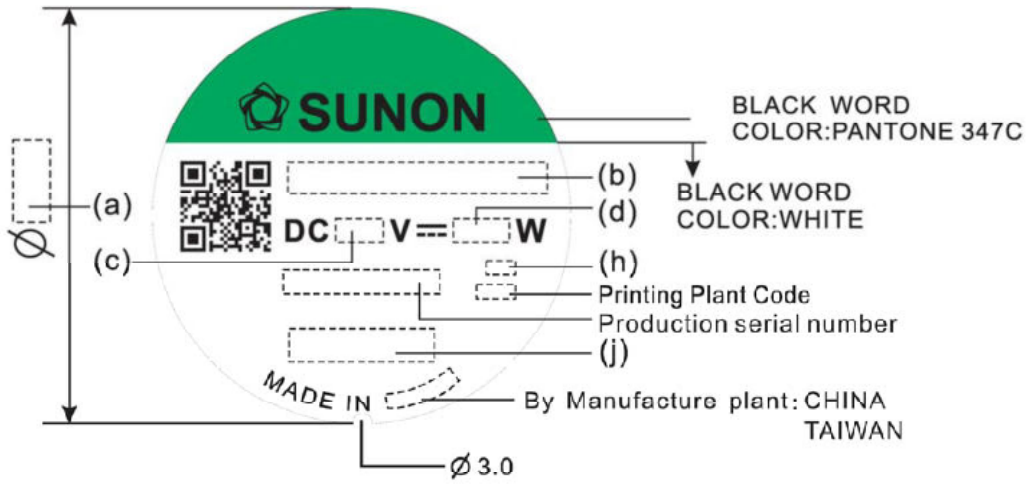 SUNON
BLACK WORD
COLOR:PANTONE 347C
(b)
BLACK WORD
COLOR:WHITE
(a)
Ø
(d)
DC V W
(c)
(h)
Printing Plant Code
Production serial number
(j)
MADE IN
By Manufacture plant: CHINA
TAIWAN
Ø 3.0